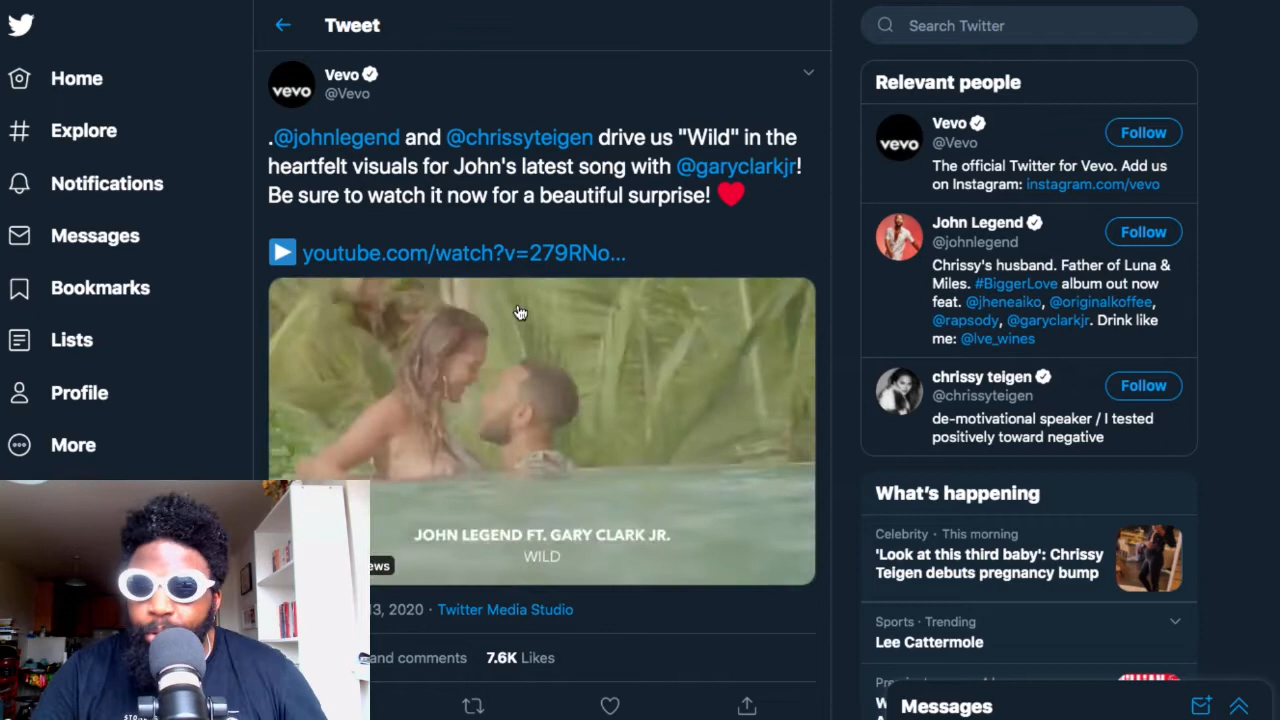 Home
Explore
Notifications
Messages
Bookmarks
Lists
Profile
More
Tweet
vevo
Vevo
@Vevo
.@johnlegend and @chrissyteigen drive us "Wild" in the
heartfelt visuals for John's latest song with @garyclarkjr!
Be sure to watch it now for a beautiful surprise! ❤️
▶️ youtube.com/watch?v=279RNo...
JOHN LEGEND FT. GARY CLARK JR.
WILD
ews
3, 2020 · Twitter Media Studio
and comments 7.6K Likes
Search Twitter
Relevant people
vevo
Vevo
@Vevo
Follow
The official Twitter for Vevo. Add us
on Instagram: instagram.com/vevo
John Legend
@johnlegend
Follow
Chrissy's husband. Father of Luna &
Miles. #BiggerLove album out now
feat. @jheneaiko, @originalkoffee,
@rapsody, @garyclarkjr. Drink like
me: @lve_wines
chrissy teigen
@chrissyteigen
Follow
de-motivational speaker / I tested
positively toward negative
What's happening
Celebrity · This morning
'Look at this third baby': Chrissy
Teigen debuts pregnancy bump
Sports · Trending
Lee Cattermole
Messages